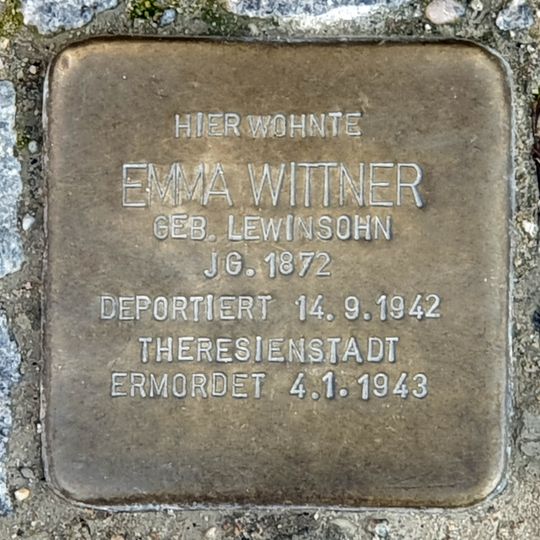 HIER WOHNTE
EMMA WITTNER
GEB. LEWINSOHN
JG. 1872
DEPORTIERT 14.9.1942
THERESIENSTADT
ERMORDET 4.1.1943